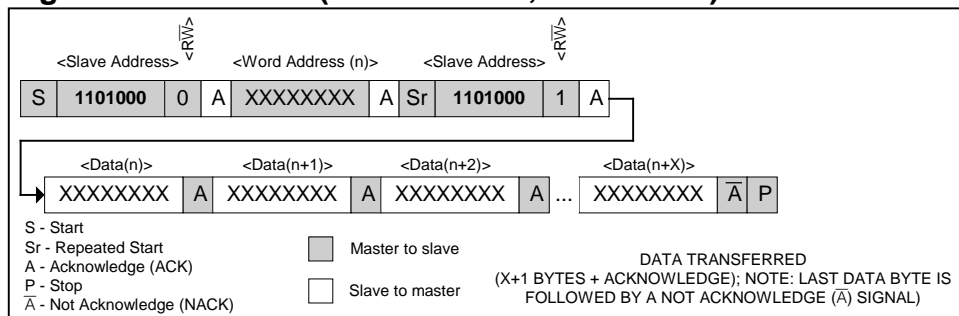 <RW̅> <RW̅>
<Slave Address> <Word Address (n)> <Slave Address>
S 1101000 0 A XXXXXXXX A Sr 1101000 1 A
<Data(n)> <Data(n+1)> <Data(n+2)> <Data(n+X)>
XXXXXXXX A XXXXXXXX A XXXXXXXX A ... XXXXXXXX A̅ P
S - Start
Sr - Repeated Start
A - Acknowledge (ACK)
P - Stop
A̅ - Not Acknowledge (NACK)
Master to slave
Slave to master
DATA TRANSFERRED
(X+1 BYTES + ACKNOWLEDGE); NOTE: LAST DATA BYTE IS
FOLLOWED BY A NOT ACKNOWLEDGE (A̅) SIGNAL)